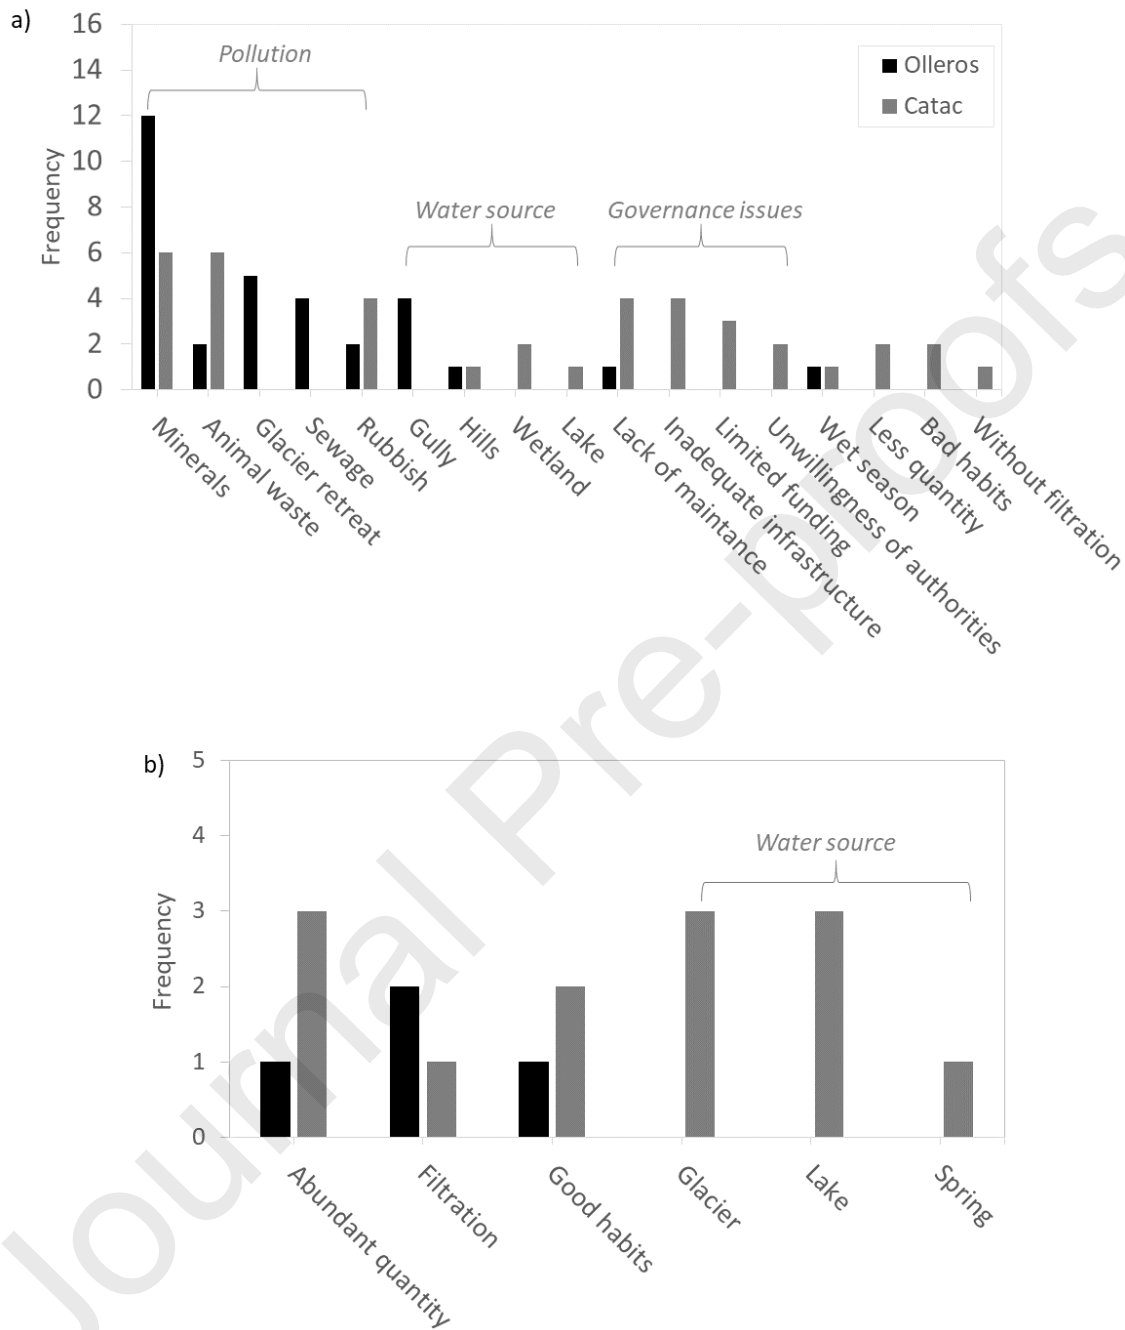 a)
16
14
12
10
8
6
4
2
0
Frequency
Pollution
Water source
Governance issues
Olleros
Catac
Minerals
Animal waste
Glacier retreat
Sewage
Rubbish
Gully
Hills
Wetland
Lake
Lack of maintance
Inadequate infrastructure
Limited funding
Unwillingness of authorities
Wet season
Less quantity
Bad habits
Without filtration
b)
5
4
3
2
1
0
Frequency
Water source
Abundant quantity
Filtration
Good habits
Glacier
Lake
Spring
Journal Pre-proofs